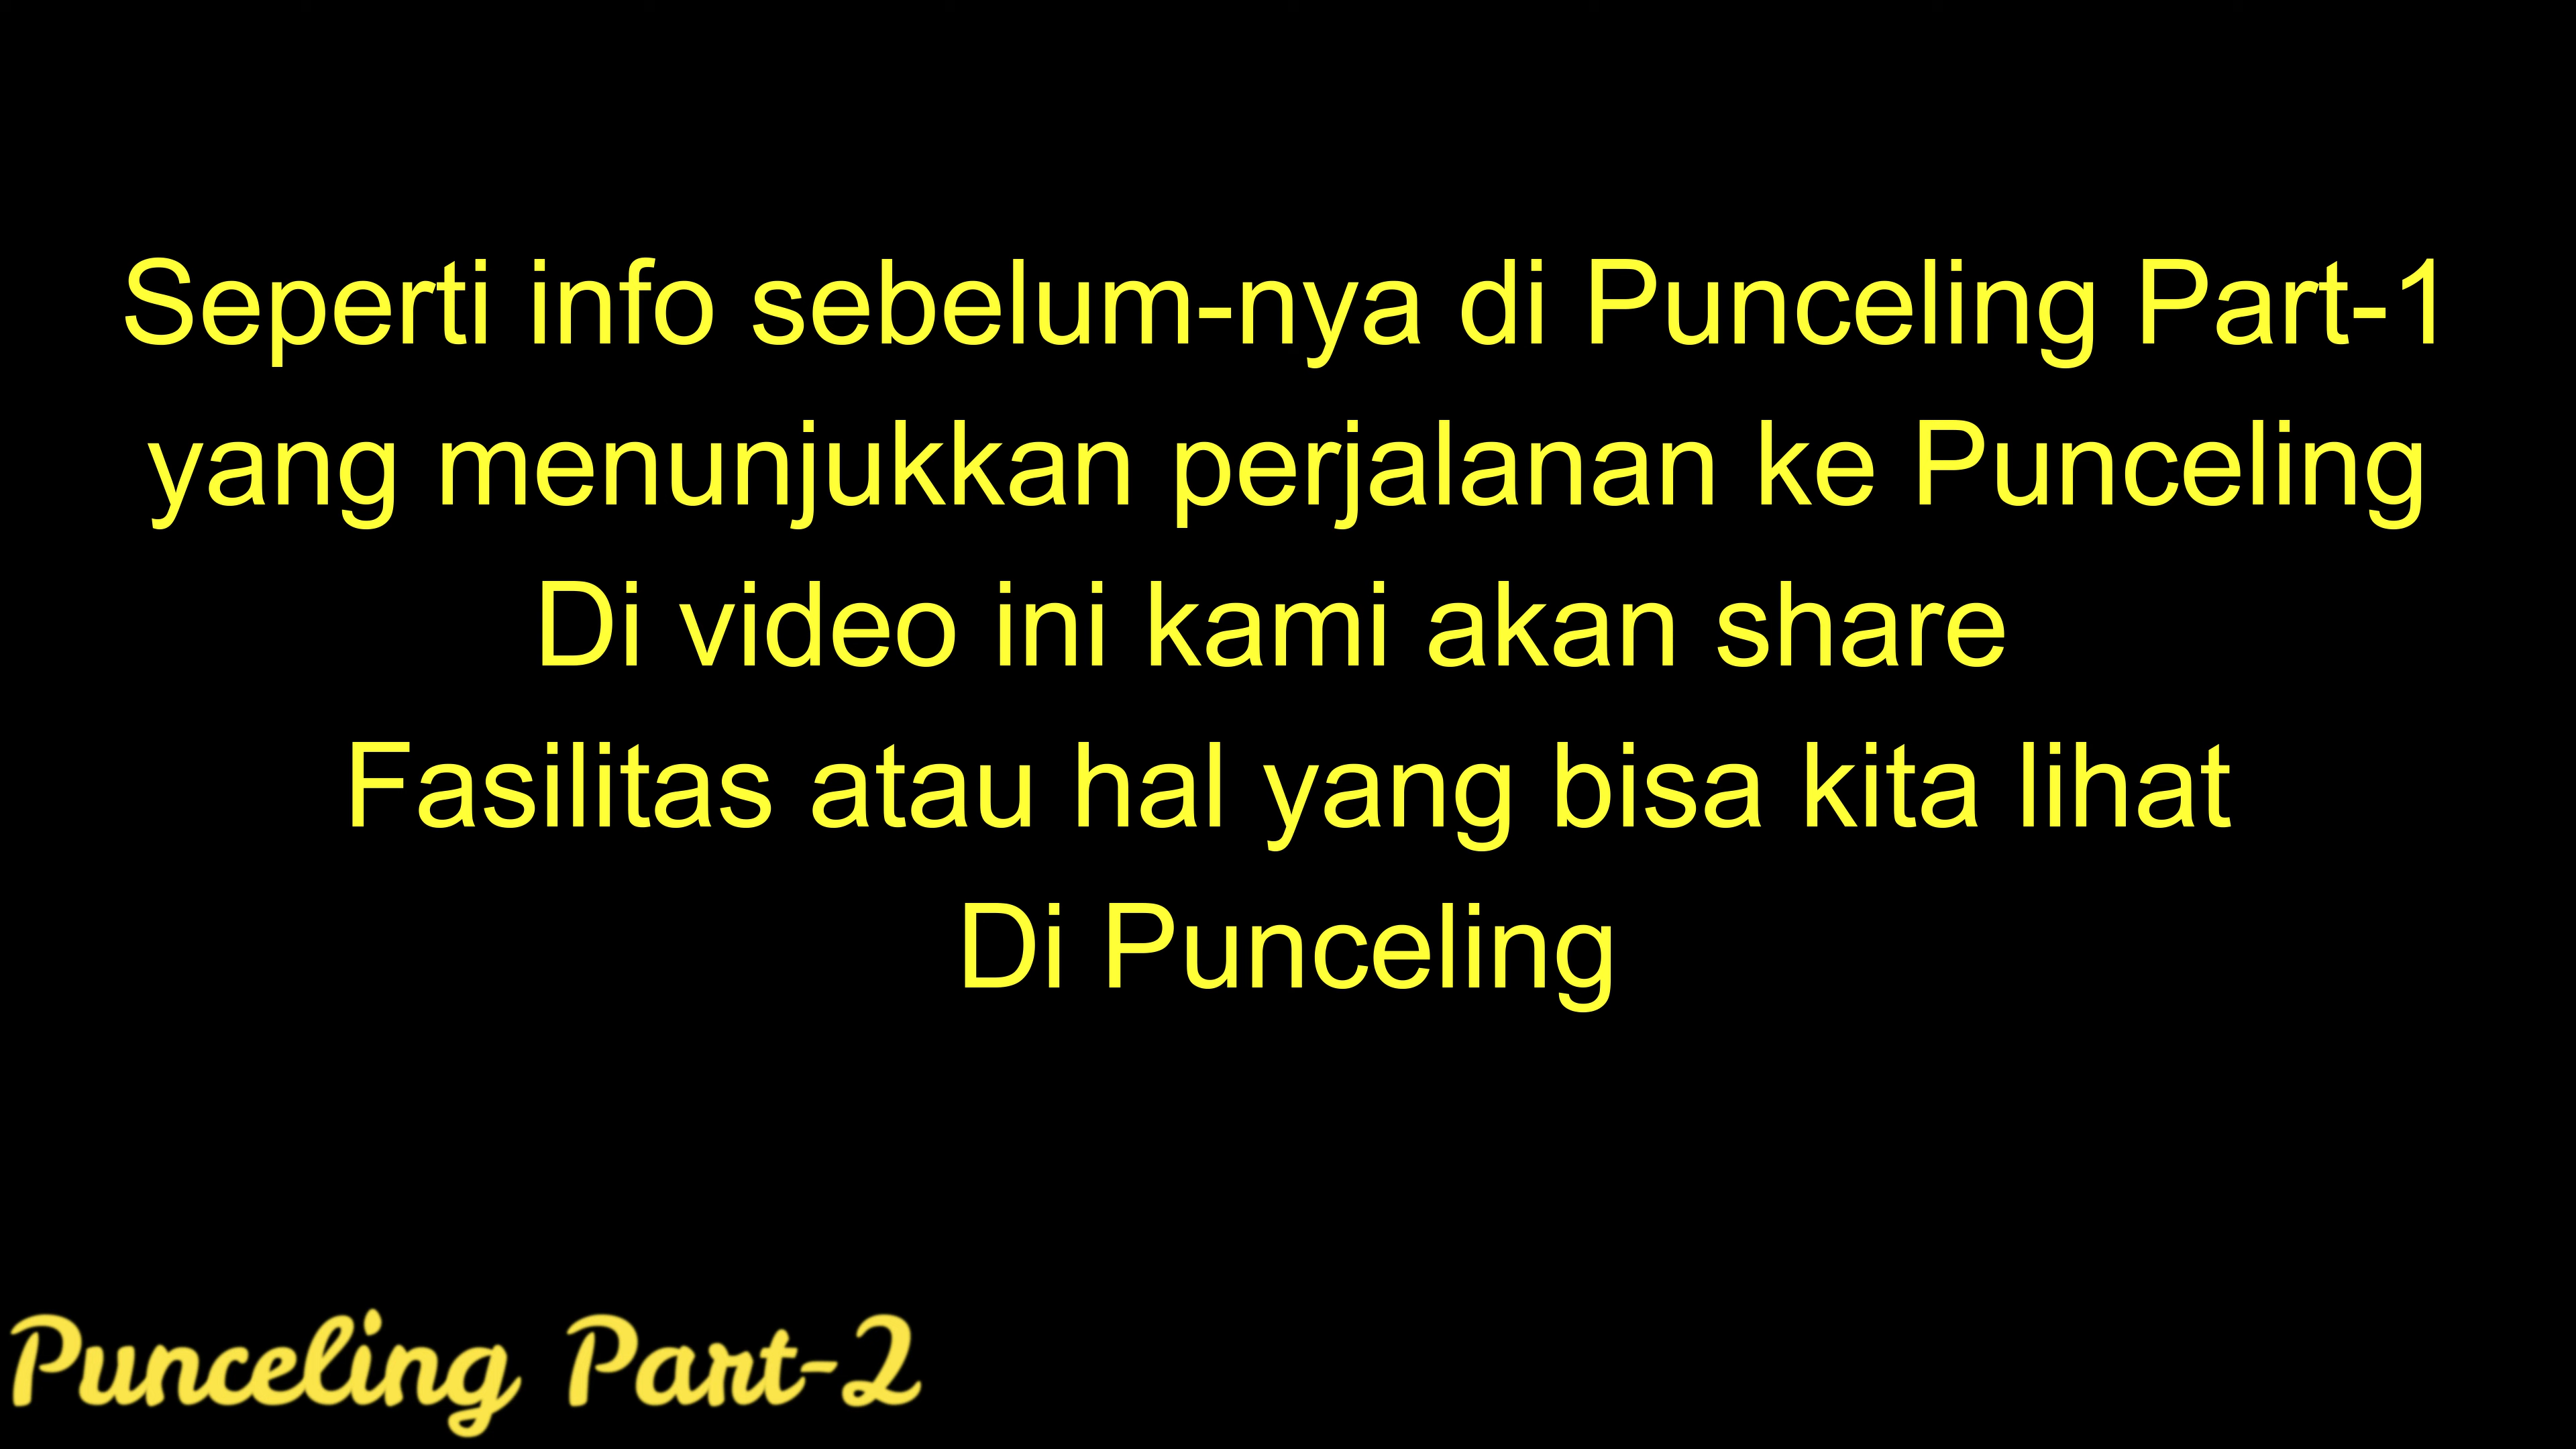 Seperti info sebelum-nya di Punceling Part-1
yang menunjukkan perjalanan ke Punceling
Di video ini kami akan share
Fasilitas atau hal yang bisa kita lihat
Di Punceling
Punceling Part-2